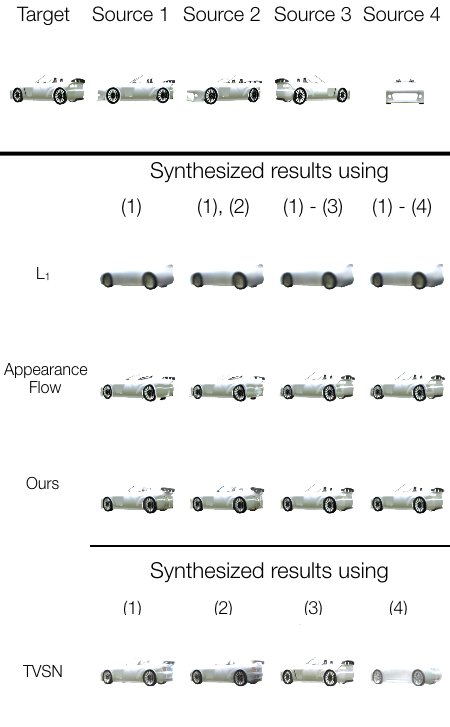 Target Source 1 Source 2 Source 3 Source 4
Synthesized results using
(1) (1), (2) (1) - (3) (1) - (4)
L₁
Appearance
Flow
Ours
Synthesized results using
(1) (2) (3) (4)
TVSN